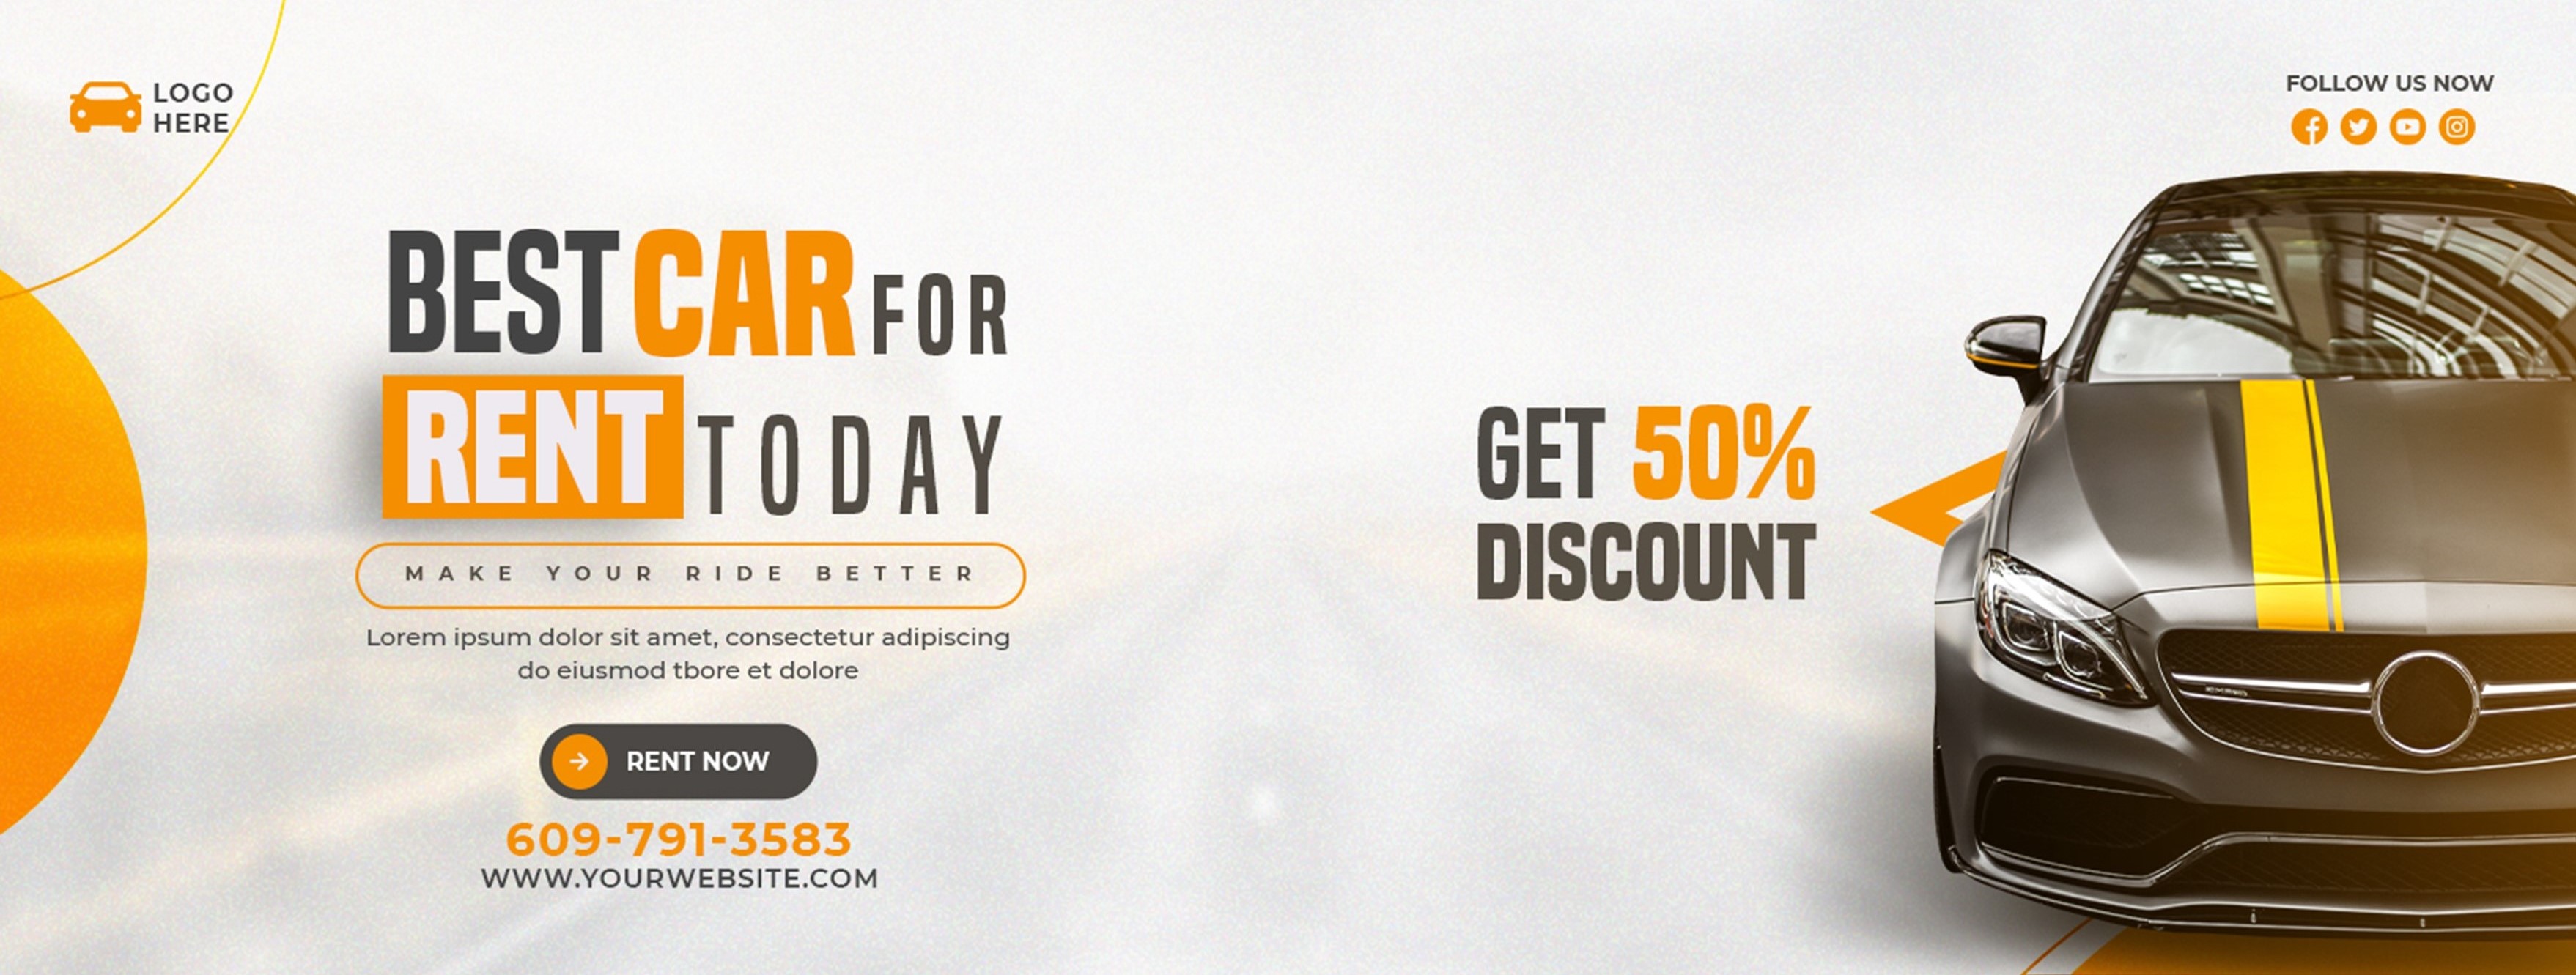 LOGO
HERE
FOLLOW US NOW
BEST CAR FOR
RENT TODAY
MAKE YOUR RIDE BETTER
Lorem ipsum dolor sit amet, consectetur adipiscing
do eiusmod tbore et dolore
RENT NOW
609-791-3583
WWW.YOURWEBSITE.COM
GET 50%
DISCOUNT